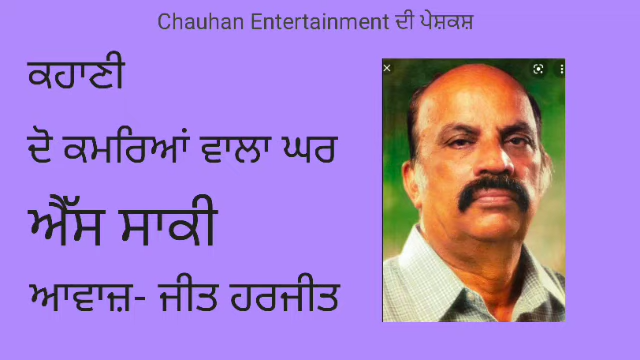 Chauhan Entertainment ਦੀ ਪੇਸ਼ਕਸ਼
ਕਹਾਣੀ
ਦੋ ਕਮਰਿਆਂ ਵਾਲਾ ਘਰ
ਐੱਸ ਸਾਕੀ
ਆਵਾਜ਼- ਜੀਤ ਹਰਜੀਤ